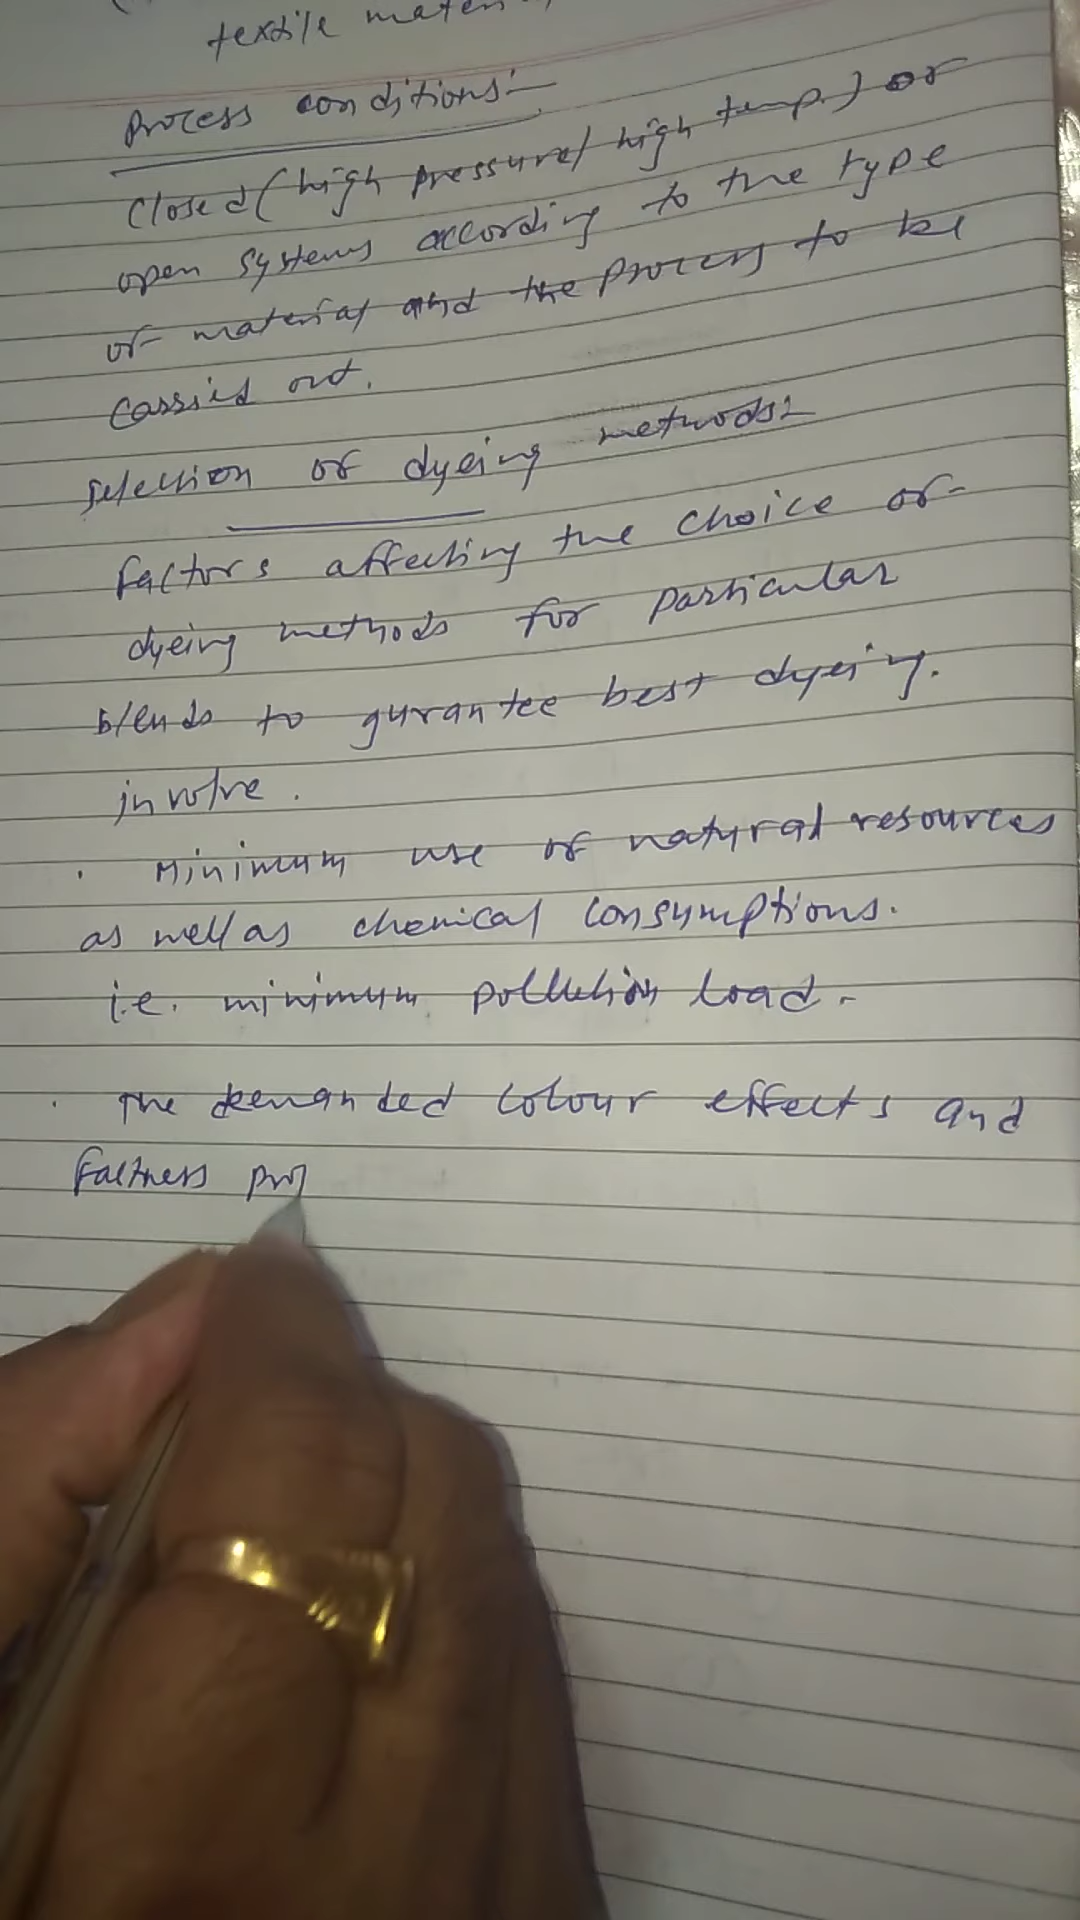 textile
Process conditions:-
Closed (high pressure/high temp.) or
open systems according to the type
of material and the process to be
carried out.
Selection of dyeing methods:-
factors affecting the choice of
dyeing methods for particular
blends to gurantee best dyeing.
involve.
. Minimum use of natural resources
as well as chemical consumptions.
i.e. minimum pollution load.
. The demanded colour effects and
Fastness pro